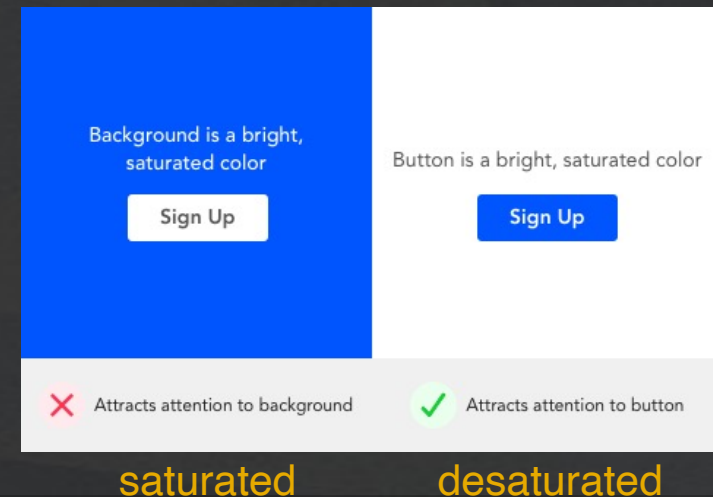 Background is a bright,
saturated color
Sign Up
Button is a bright, saturated color
Sign Up
Attracts attention to background
Attracts attention to button
saturated
desaturated